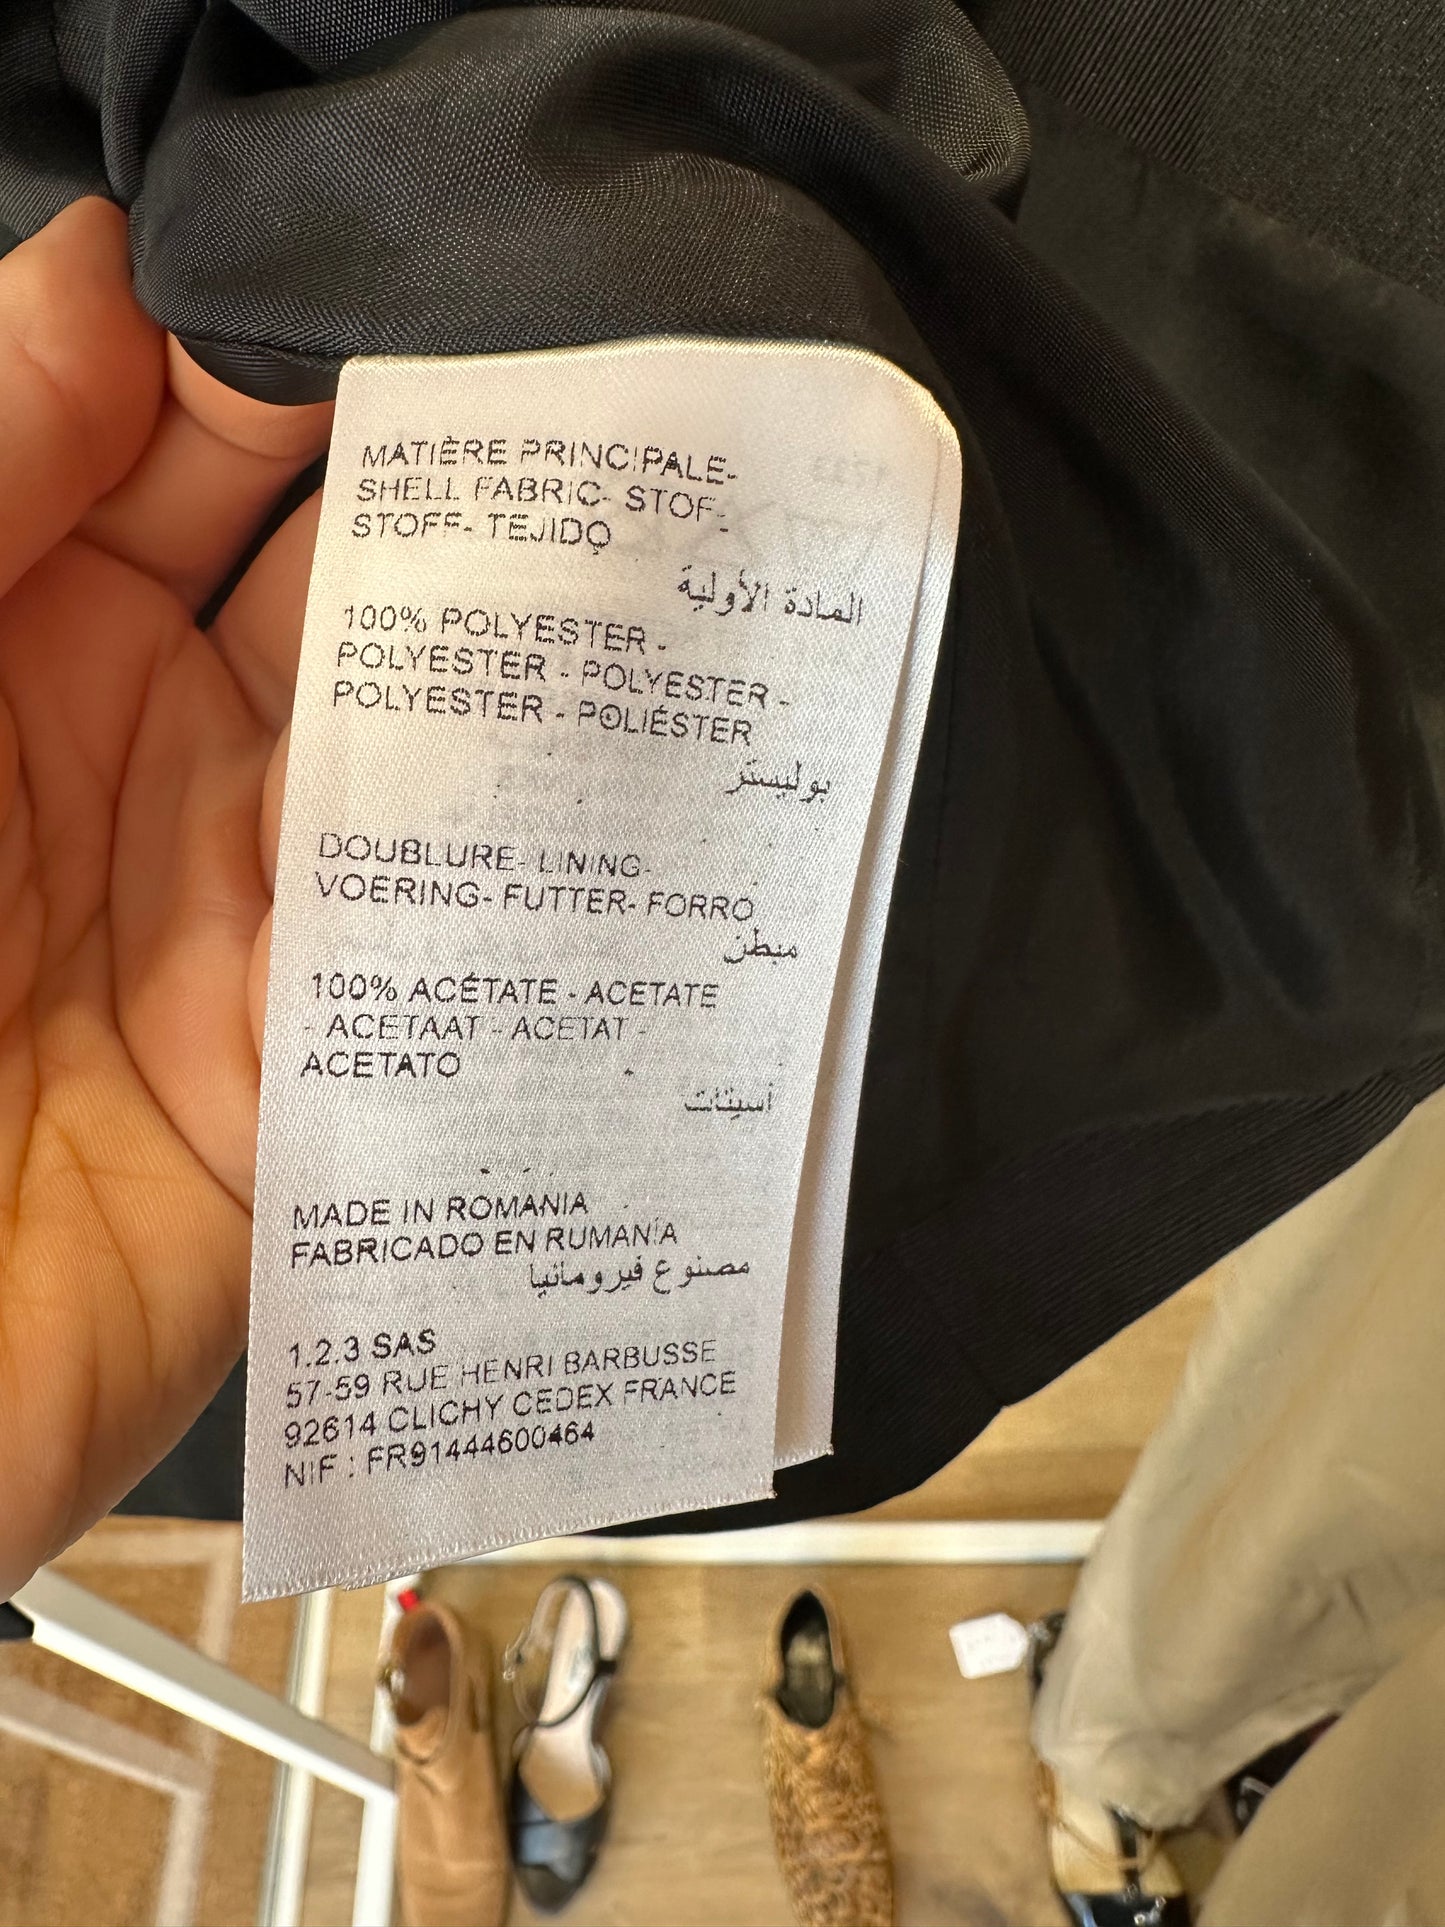 MATIÈRE PRINCIPALE-
SHELL FABRIC- STOF-
STOFF- TEJIDO
المادة الأولية
100% POLYESTER -
POLYESTER - POLYESTER -
POLYESTER - POLIÉSTER
بوليستر
DOUBLURE- LINING-
VOERING- FUTTER- FORRO
مبطن
100% ACÉTATE - ACETATE
- ACETAAT - ACETAT -
ACETATO
أسيتات
MADE IN ROMANIA
FABRICADO EN RUMANÍA
مصنوع فيرومانيا
1.2.3 SAS
57-59 RUE HENRI BARBUSSE
92614 CLICHY CEDEX FRANCE
NIF : FR91444600464